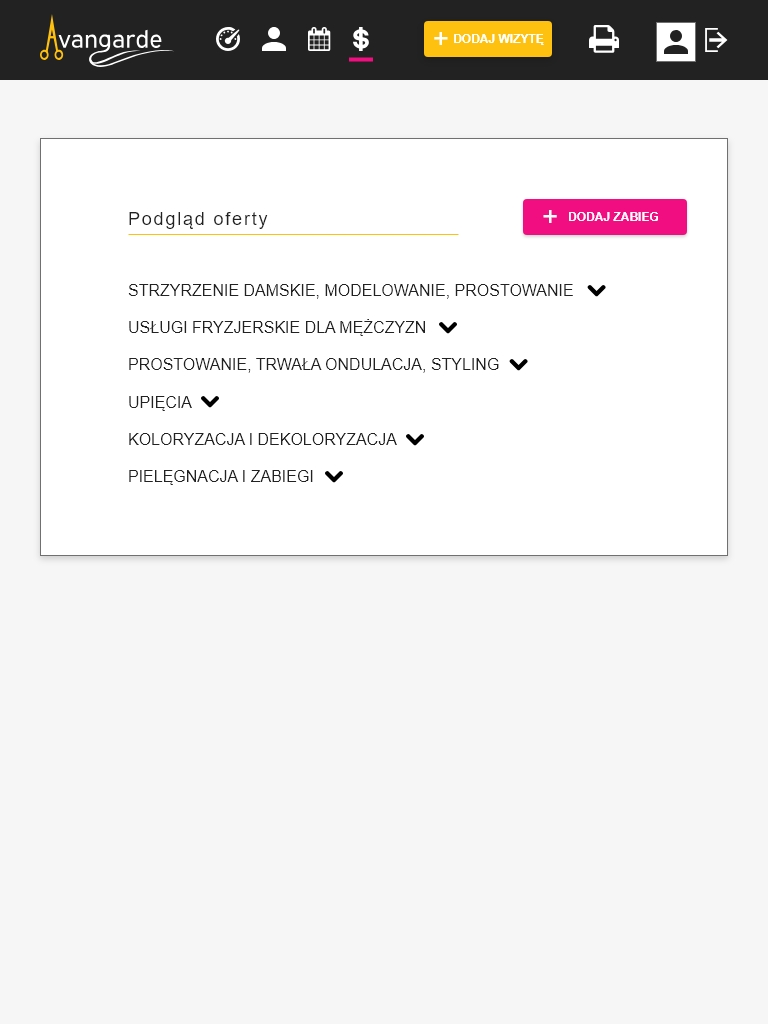 Avangarde
DODAJ WIZYTĘ
Podgląd oferty
DODAJ ZABIEG
STRZYRZENIE DAMSKIE, MODELOWANIE, PROSTOWANIE
USŁUGI FRYZJERSKIE DLA MĘŻCZYZN
PROSTOWANIE, TRWAŁA ONDULACJA, STYLING
UPIĘCIA
KOLORYZACJA I DEKOLORYZACJA
PIELĘGNACJA I ZABIEGI